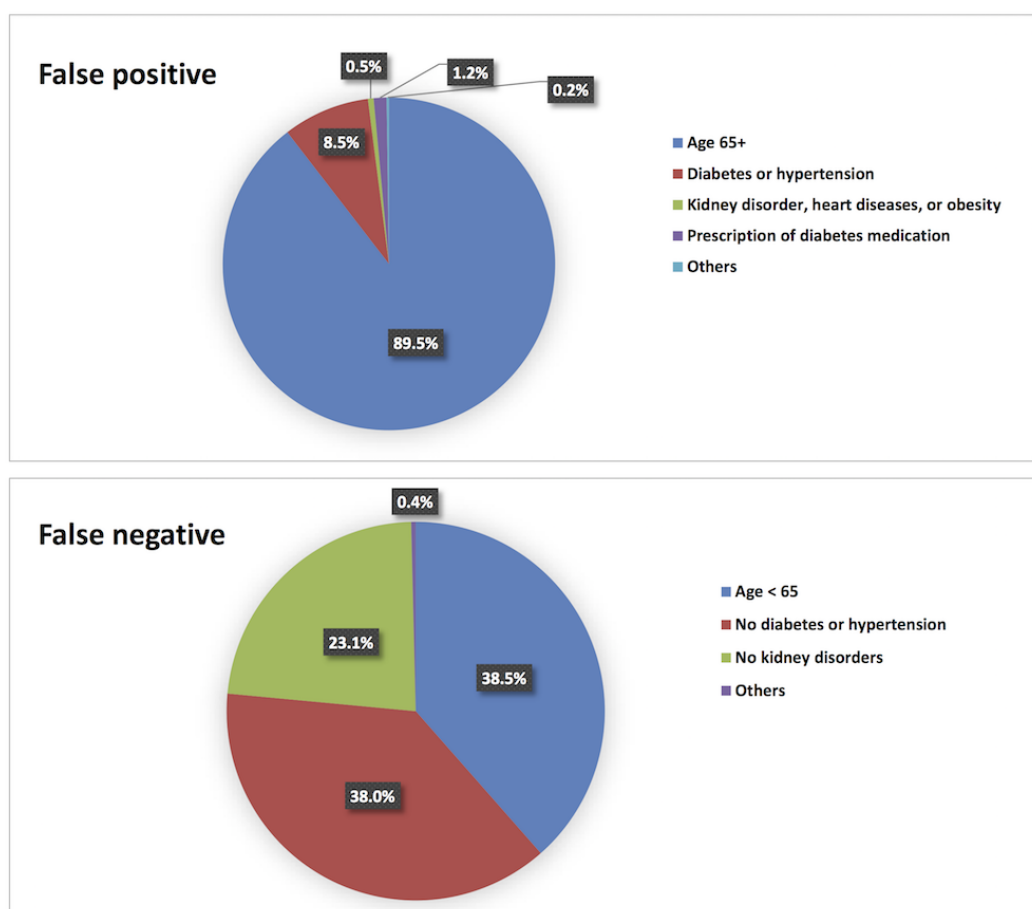 False positive
0.5%
1.2%
0.2%
8.5%
89.5%
Age 65+
Diabetes or hypertension
Kidney disorder, heart diseases, or obesity
Prescription of diabetes medication
Others
False negative
0.4%
23.1%
38.5%
38.0%
Age < 65
No diabetes or hypertension
No kidney disorders
Others